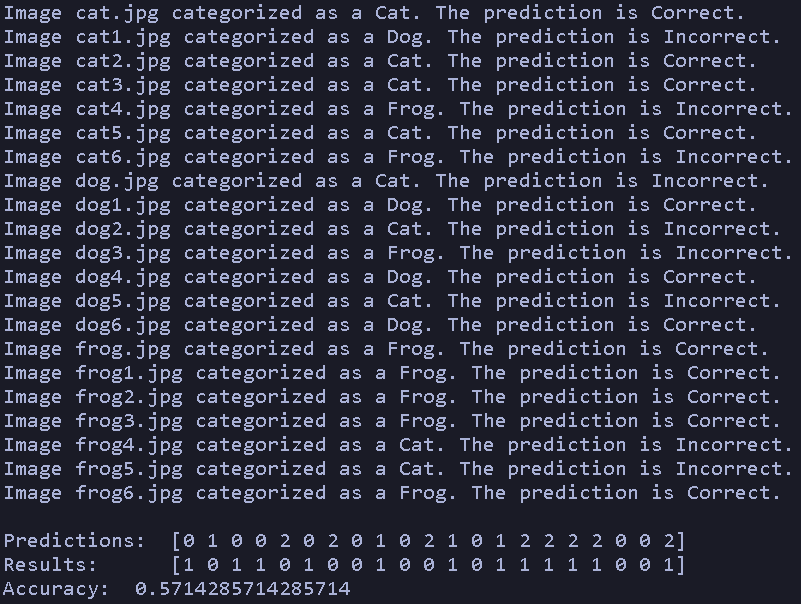 Image cat.jpg categorized as a Cat. The prediction is Correct.
Image cat1.jpg categorized as a Dog. The prediction is Incorrect.
Image cat2.jpg categorized as a Cat. The prediction is Correct.
Image cat3.jpg categorized as a Cat. The prediction is Correct.
Image cat4.jpg categorized as a Frog. The prediction is Incorrect.
Image cat5.jpg categorized as a Cat. The prediction is Correct.
Image cat6.jpg categorized as a Frog. The prediction is Incorrect.
Image dog.jpg categorized as a Cat. The prediction is Incorrect.
Image dog1.jpg categorized as a Dog. The prediction is Correct.
Image dog2.jpg categorized as a Cat. The prediction is Incorrect.
Image dog3.jpg categorized as a Frog. The prediction is Incorrect.
Image dog4.jpg categorized as a Dog. The prediction is Correct.
Image dog5.jpg categorized as a Cat. The prediction is Incorrect.
Image dog6.jpg categorized as a Dog. The prediction is Correct.
Image frog.jpg categorized as a Frog. The prediction is Correct.
Image frog1.jpg categorized as a Frog. The prediction is Correct.
Image frog2.jpg categorized as a Frog. The prediction is Correct.
Image frog3.jpg categorized as a Frog. The prediction is Correct.
Image frog4.jpg categorized as a Cat. The prediction is Incorrect.
Image frog5.jpg categorized as a Cat. The prediction is Incorrect.
Image frog6.jpg categorized as a Frog. The prediction is Correct.
Predictions: [0 1 0 0 2 0 2 0 1 0 2 1 0 1 2 2 2 2 0 0 2]
Results: [1 0 1 1 0 1 0 0 1 0 0 1 0 1 1 1 1 1 0 0 1]
Accuracy: 0.5714285714285714